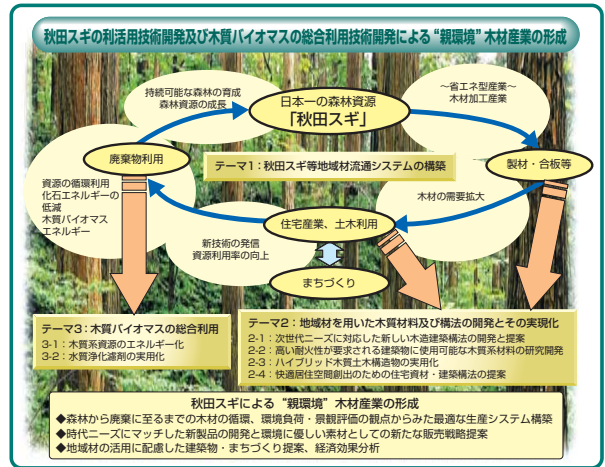 秋田スギの利活用技術開発及び木質バイオマスの総合利用技術開発による“親環境”木材産業の形成
持続可能な森林の育成
森林資源の成長
日本一の森林資源
「秋田スギ」
～省エネ型産業～
木材加工産業
廃棄物利用
テーマ1：秋田スギ等地域材流通システムの構築
製材・合板等
資源の循環利用
化石エネルギーの
低減
木質バイオマス
エネルギー
木材の需要拡大
住宅産業、土木利用
新技術の発信
資源利用率の向上
まちづくり
テーマ3：木質バイオマスの総合利用
3-1：木質系資源のエネルギー化
3-2：水質浄化濾剤の実用化
テーマ2：地域材を用いた木質材料及び構法の開発とその実現化
2-1：次世代ニーズに対応した新しい木造建築構法の開発と提案
2-2：高い耐火性が要求される建築物に使用可能な木質系材料の研究開発
2-3：ハイブリッド木質土木構造物の実用化
2-4：快適居住空間創出のための住宅資材・建築構法の提案
秋田スギによる“親環境”木材産業の形成
◆森林から廃棄に至るまでの木材の循環、環境負荷・景観評価の観点からみた最適な生産システム構築
◆時代ニーズにマッチした新製品の開発と環境に優しい素材としての新たな販売戦略提案
◆地域材の活用に配慮した建築物・まちづくり提案、経済効果分析